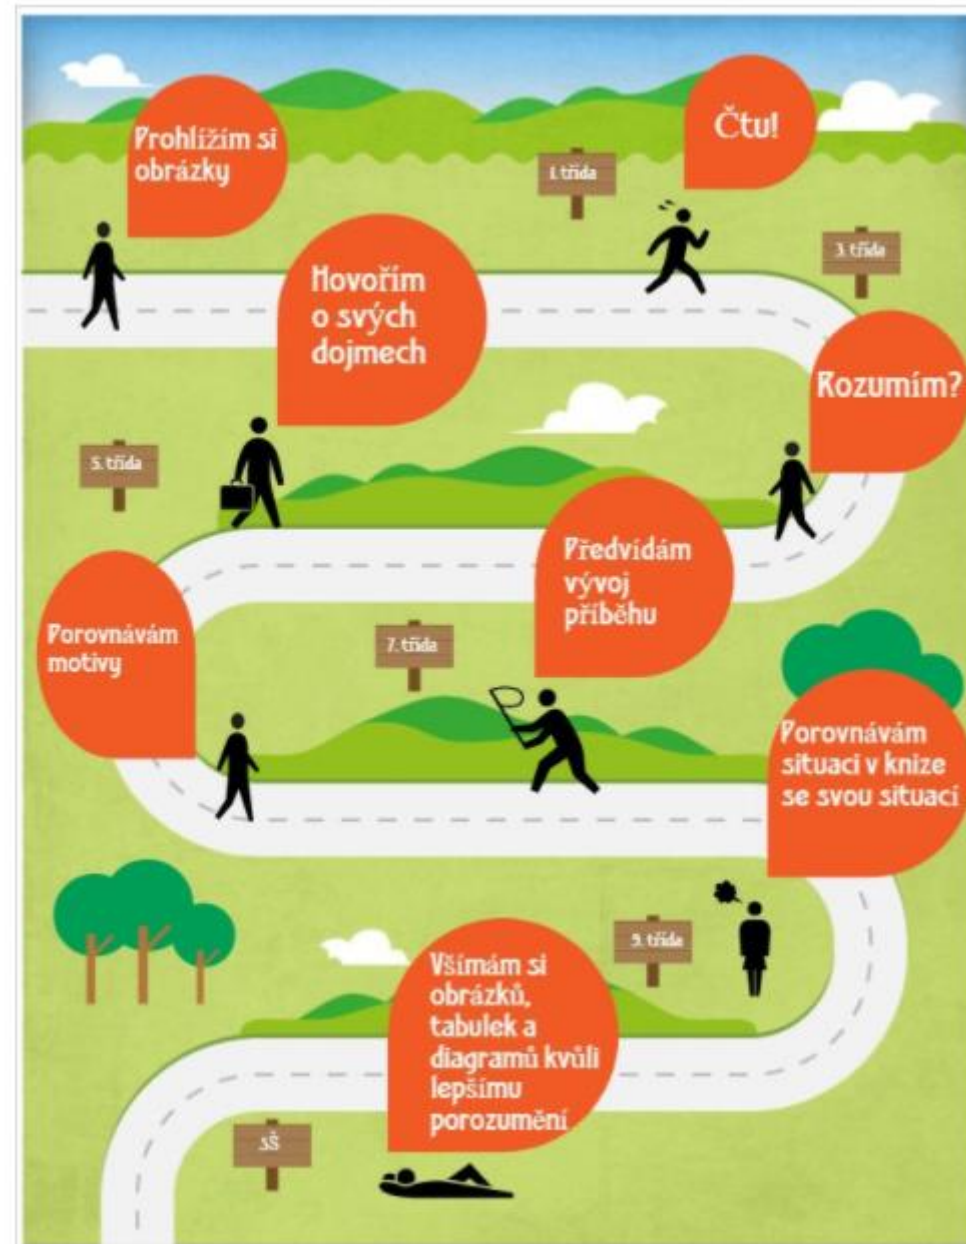 Prohlížím si
obrázky
Čtu!
1. třída
3. třída
Hovořím
o svých
dojmech
Rozumím?
5. třída
Předvídám
vývoj
příběhu
Porovnávám
motivy
7. třída
Porovnávám
situaci v knize
se svou situací
9. třída
Všímám si
obrázků,
tabulek a
diagramů kvůli
lepšímu
porozumění
SŠ